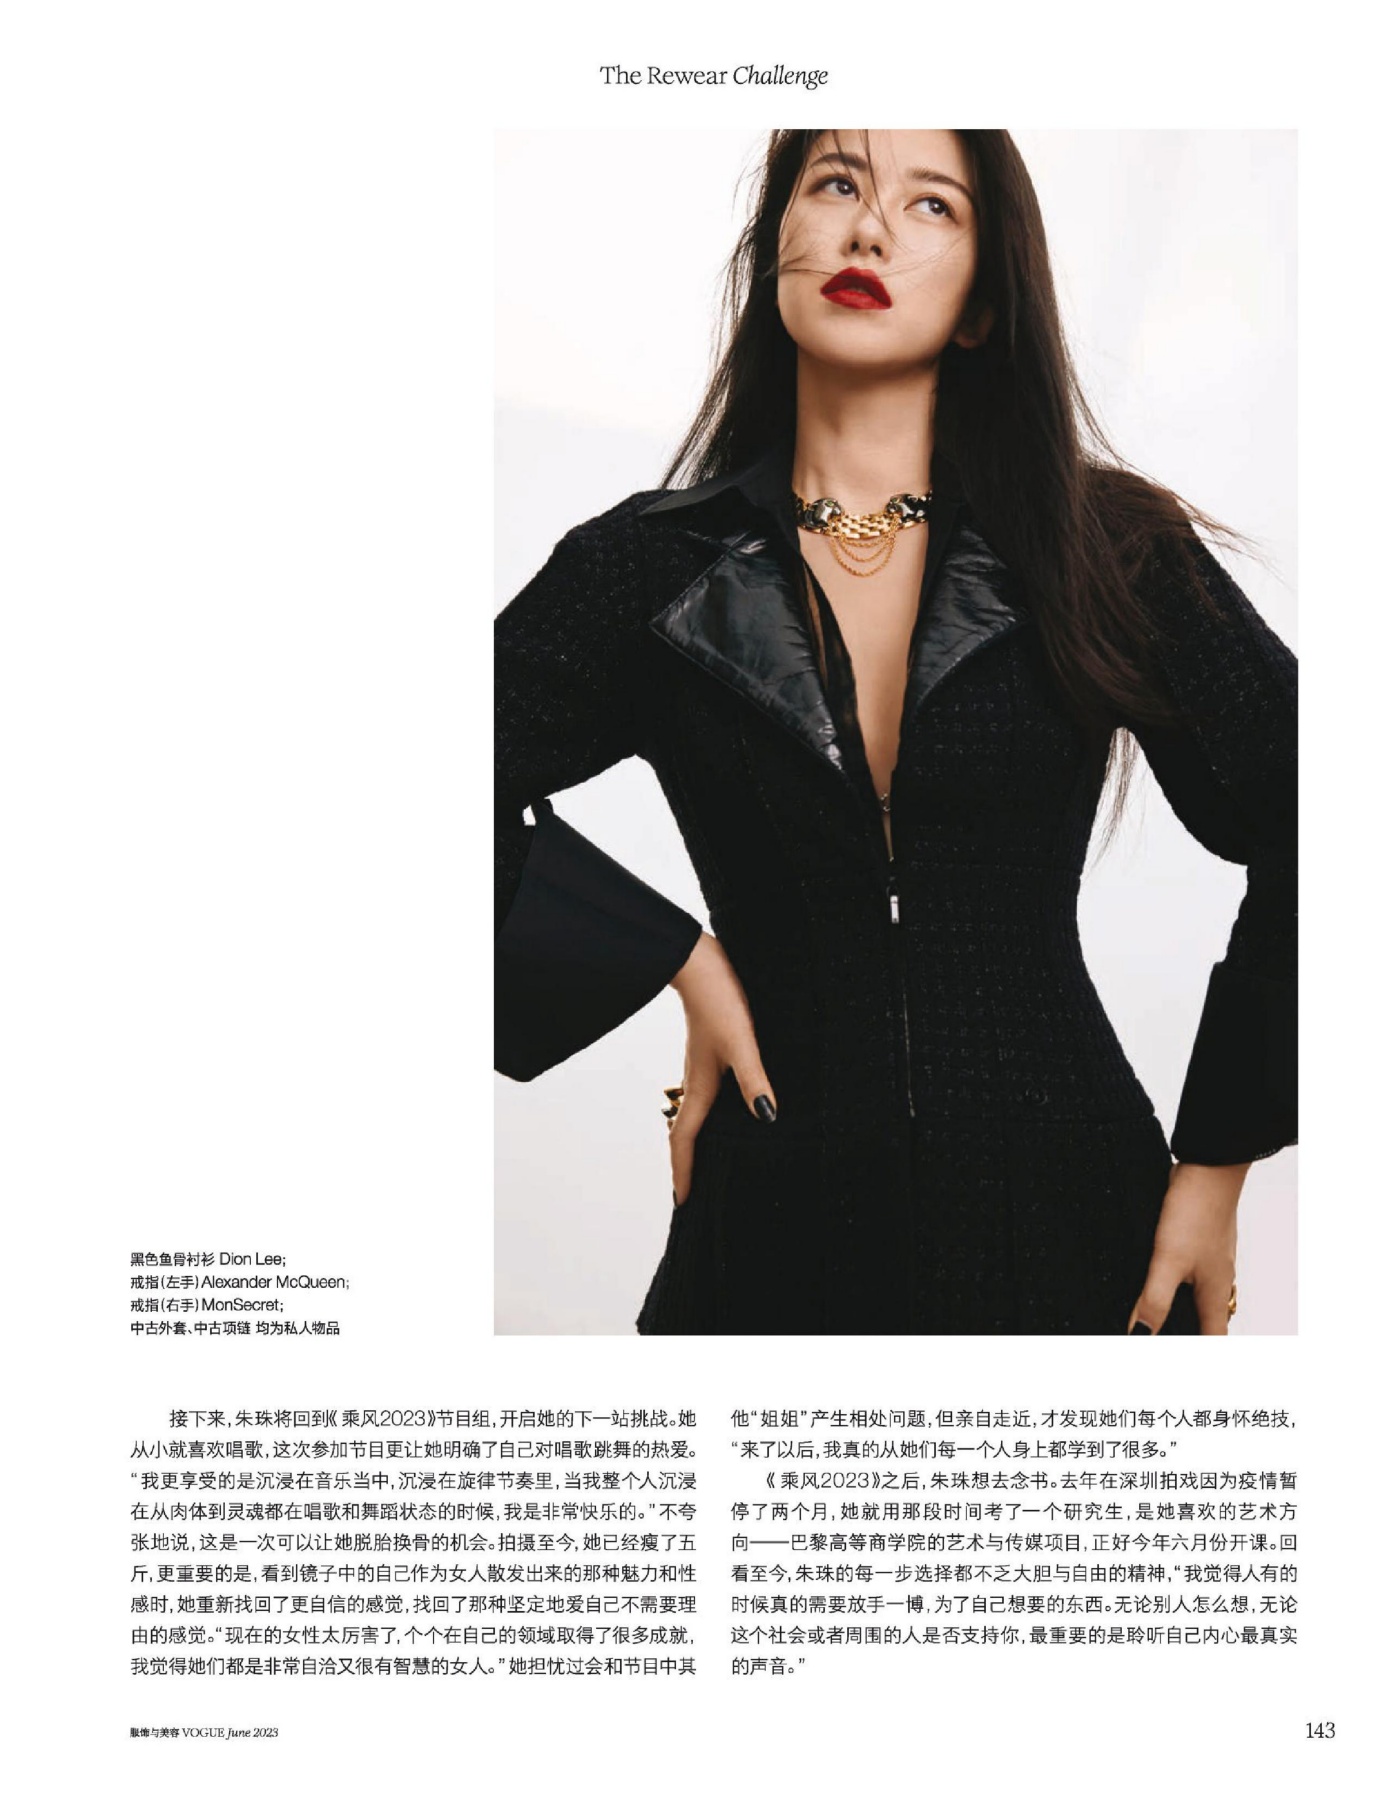 The Rewear Challenge
黑色鱼骨衬衫 Dion Lee;
戒指(左手)Alexander McQueen;
戒指(右手)MonSecret;
中古外套、中古项链 均为私人物品
接下来,朱珠将回到《乘风2023》节目组,开启她的下一站挑战。她
从小就喜欢唱歌,这次参加节目更让她明确了自己对唱歌跳舞的热爱。
“我更享受的是沉浸在音乐当中,沉浸在旋律节奏里,当我整个人沉浸
在从肉体到灵魂都在唱歌和舞蹈状态的时候,我是非常快乐的。”不夸
张地说,这是一次可以让她脱胎换骨的机会。拍摄至今,她已经瘦了五
斤,更重要的是,看到镜子中的自己作为女人散发出来的那种魅力和性
感时,她重新找回了更自信的感觉,找回了那种坚定地爱自己不需要理
由的感觉。“现在的女性太厉害了,个个在自己的领域取得了很多成就,
我觉得她们都是非常自洽又很有智慧的女人。”她担忧过会和节目中其
他“姐姐”产生相处问题,但亲自走近,才发现她们每个人都身怀绝技,
“来了以后,我真的从她们每一个人身上都学到了很多。”
《乘风2023》之后,朱珠想去念书。去年在深圳拍戏因为疫情暂
停了两个月,她就用那段时间考了一个研究生,是她喜欢的艺术方
向——巴黎高等商学院的艺术与传媒项目,正好今年六月份开课。回
看至今,朱珠的每一步选择都不乏大胆与自由的精神,“我觉得人有的
时候真的需要放手一博,为了自己想要的东西。无论别人怎么想,无论
这个社会或者周围的人是否支持你,最重要的是聆听自己内心最真实
的声音。”
服饰与美容 VOGUE June 2023
143